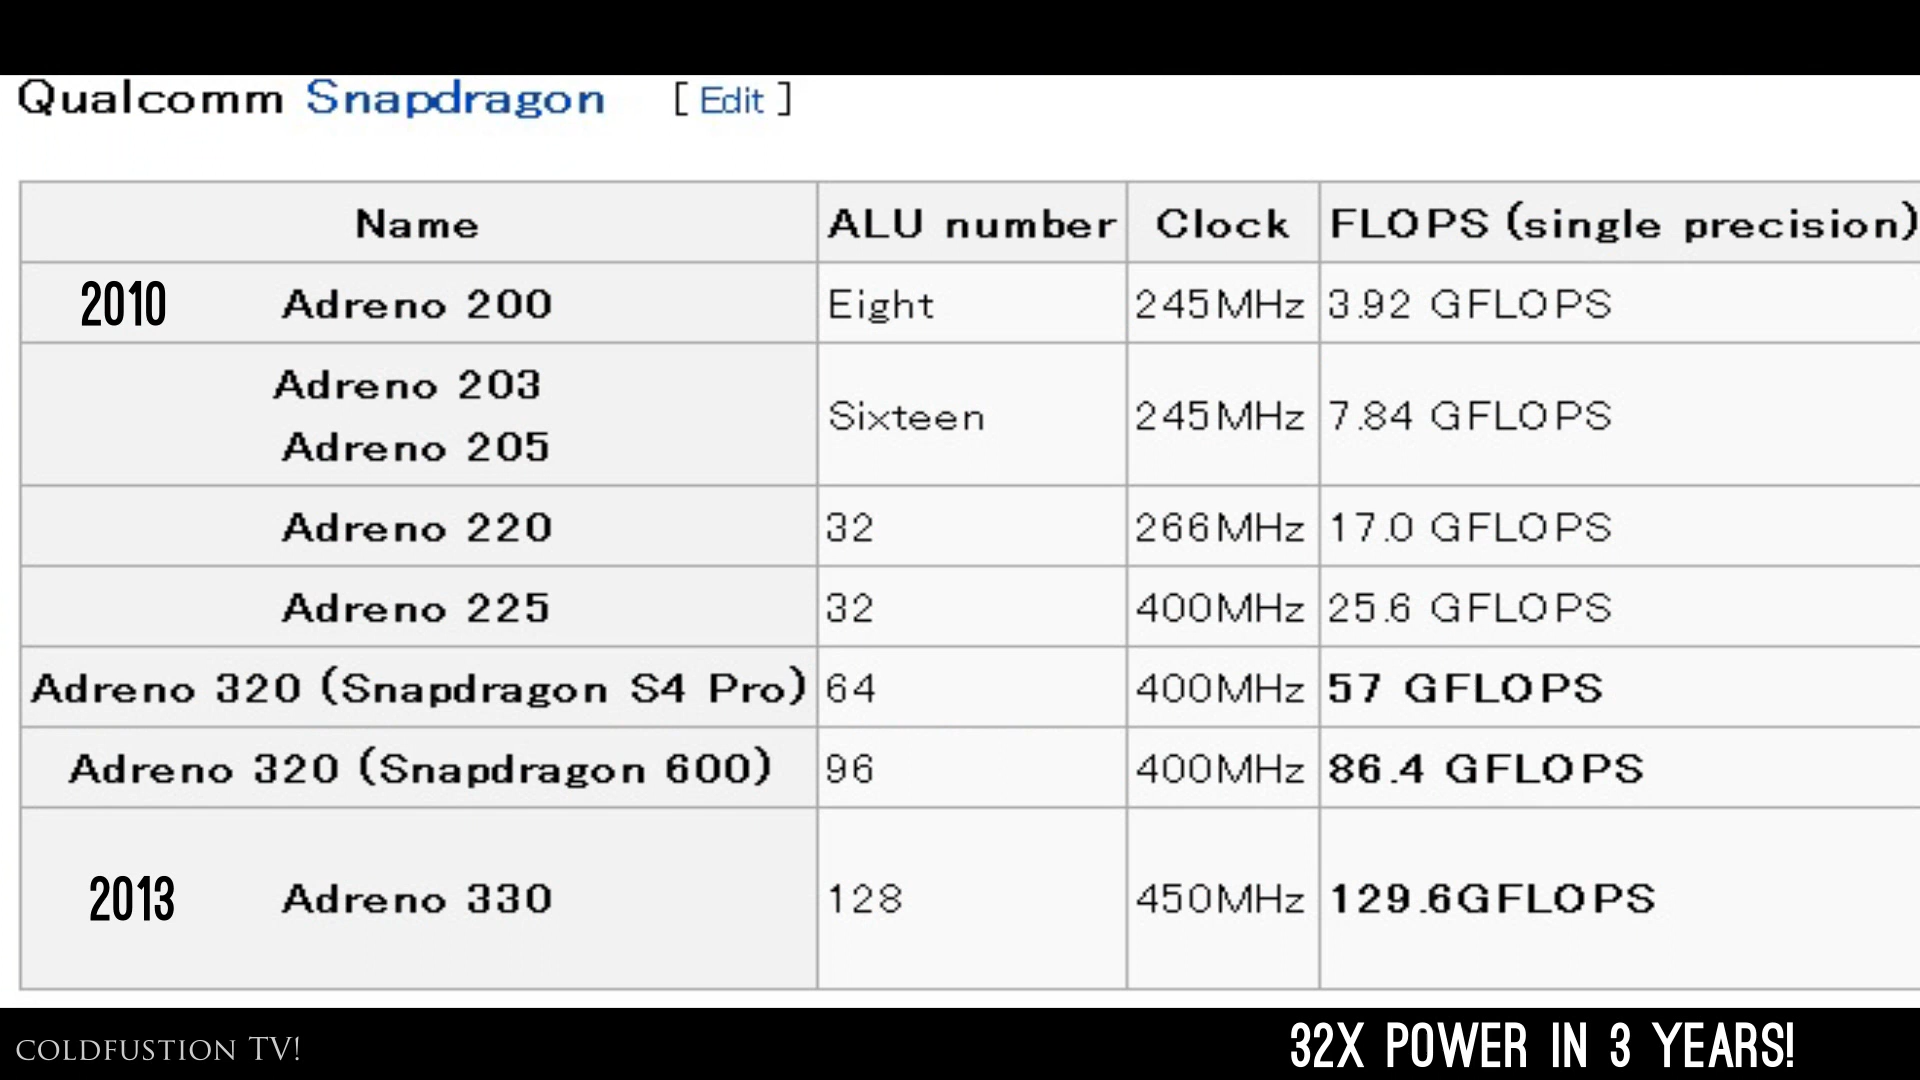 Qualcomm Snapdragon [ Edit ]
Name ALU number Clock FLOPS (single precision)
2010 Adreno 200 Eight 245MHz 3.92 GFLOPS
Adreno 203
Adreno 205
Sixteen 245MHz 7.84 GFLOPS
Adreno 220 32 266MHz 17.0 GFLOPS
Adreno 225 32 400MHz 25.6 GFLOPS
Adreno 320 (Snapdragon S4 Pro) 64 400MHz 57 GFLOPS
Adreno 320 (Snapdragon 600) 96 400MHz 86.4 GFLOPS
2013 Adreno 330 128 450MHz 129.6GFLOPS
COLDFUSTION TV!
32X POWER IN 3 YEARS!